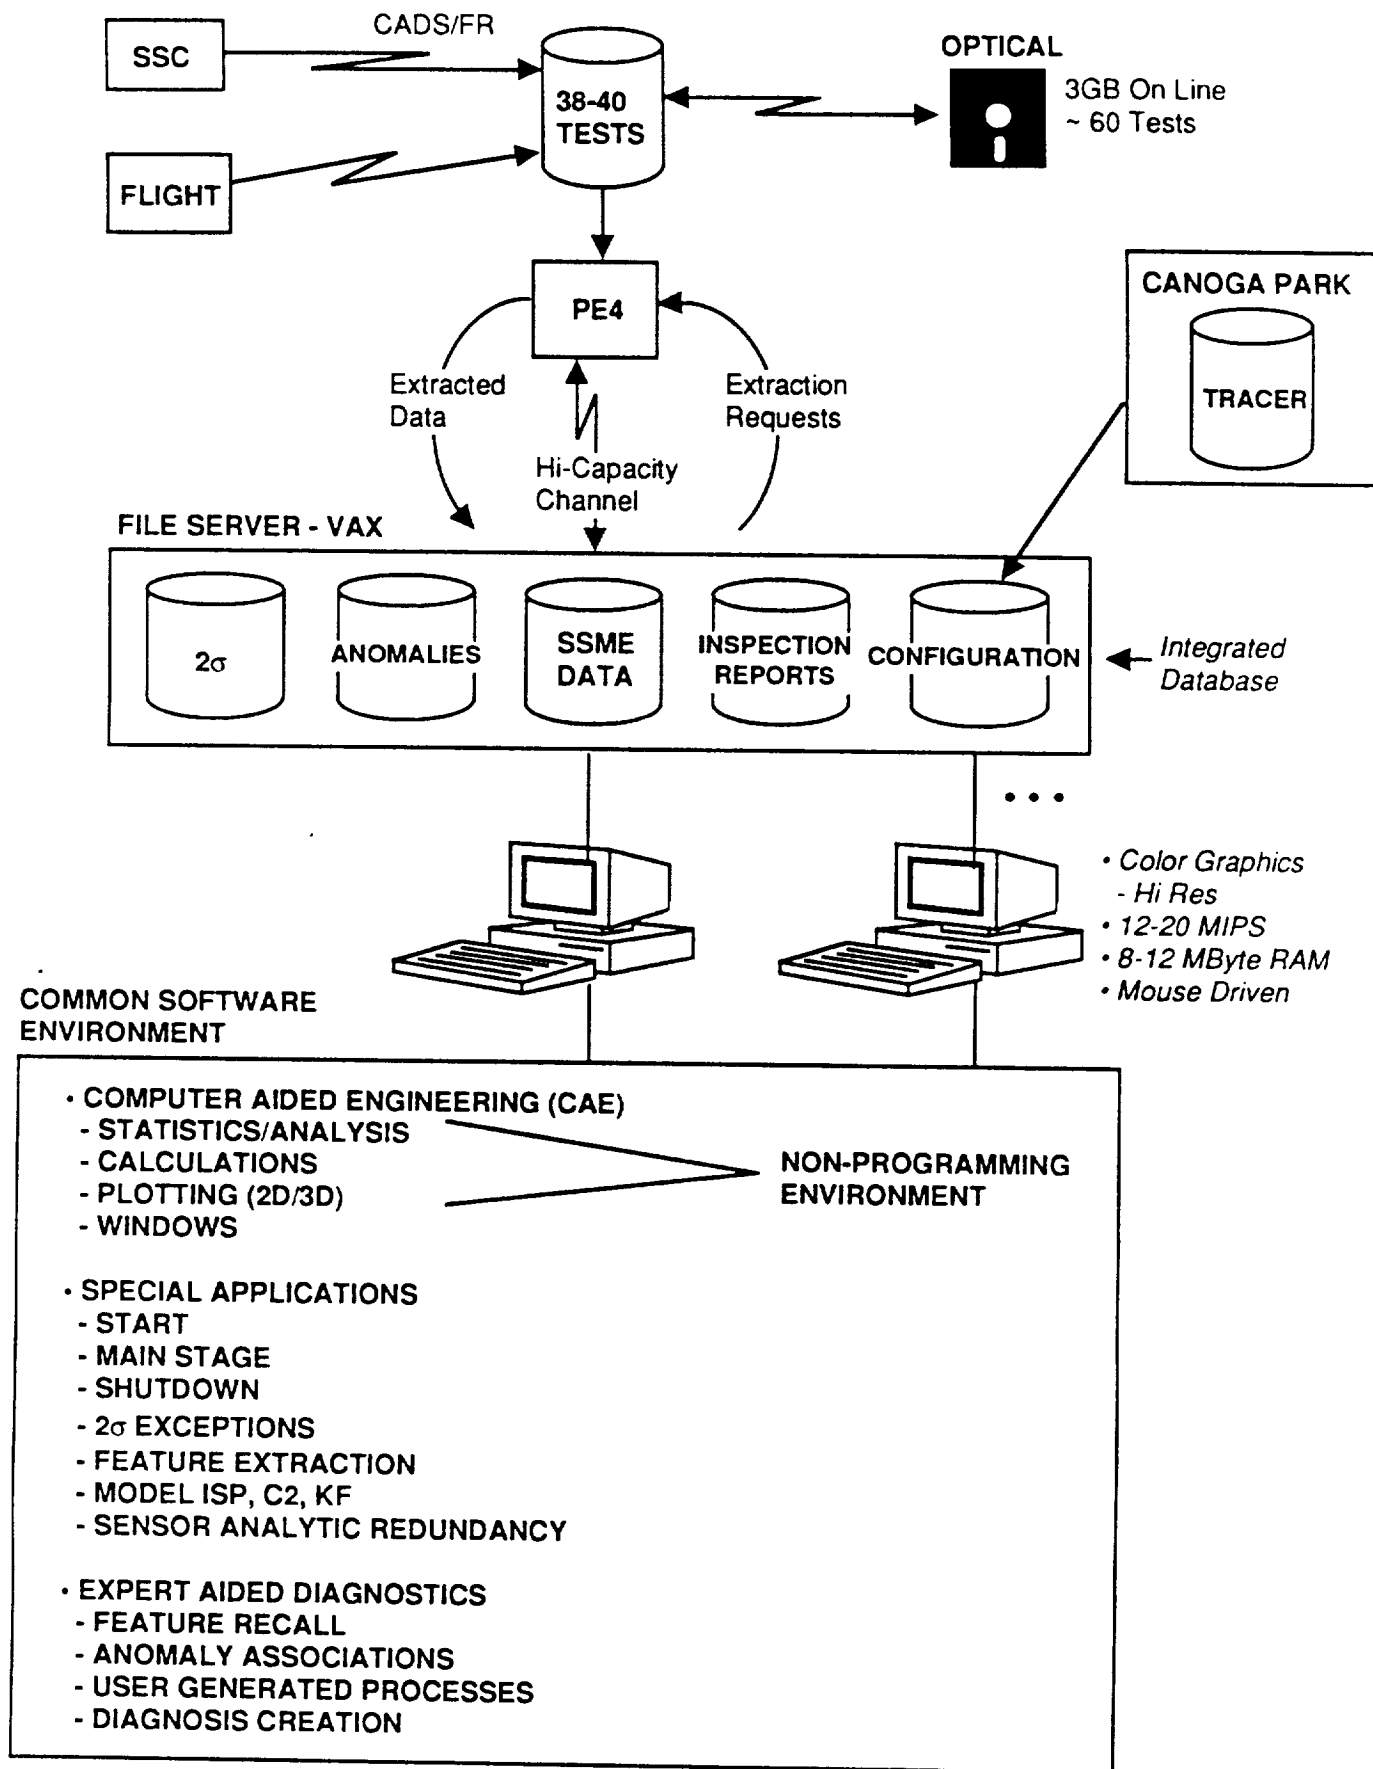 CADS/FR
SSC
38-40
TESTS
OPTICAL
3GB On Line
~ 60 Tests
FLIGHT
PE4
CANOGA PARK
TRACER
Extracted
Data
Extraction
Requests
Hi-Capacity
Channel
FILE SERVER - VAX
2σ
ANOMALIES
SSME
DATA
INSPECTION
REPORTS
CONFIGURATION
Integrated
Database
• • •
• Color Graphics
- Hi Res
• 12-20 MIPS
• 8-12 MByte RAM
• Mouse Driven
COMMON SOFTWARE
ENVIRONMENT
• COMPUTER AIDED ENGINEERING (CAE)
- STATISTICS/ANALYSIS
- CALCULATIONS
- PLOTTING (2D/3D)
- WINDOWS
NON-PROGRAMMING
ENVIRONMENT
• SPECIAL APPLICATIONS
- START
- MAIN STAGE
- SHUTDOWN
- 2σ EXCEPTIONS
- FEATURE EXTRACTION
- MODEL ISP, C2, KF
- SENSOR ANALYTIC REDUNDANCY
• EXPERT AIDED DIAGNOSTICS
- FEATURE RECALL
- ANOMALY ASSOCIATIONS
- USER GENERATED PROCESSES
- DIAGNOSIS CREATION